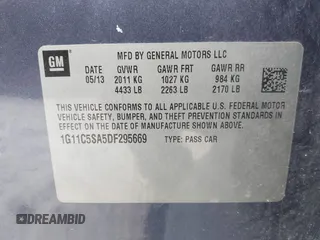 GM
MFD BY GENERAL MOTORS LLC
DATE GVWR GAWR FRT GAWR RR
05/13 2011 KG 1027 KG 984 KG
4433 LB 2263 LB 2170 LB
THIS VEHICLE CONFORMS TO ALL APPLICABLE U.S. FEDERAL MOTOR
VEHICLE SAFETY, BUMPER, AND THEFT PREVENTION STANDARDS
IN EFFECT ON THE DATE OF MANUFACTURE SHOWN ABOVE.
1G11C5SA5DF295669 TYPE: PASS CAR
DREAMBID